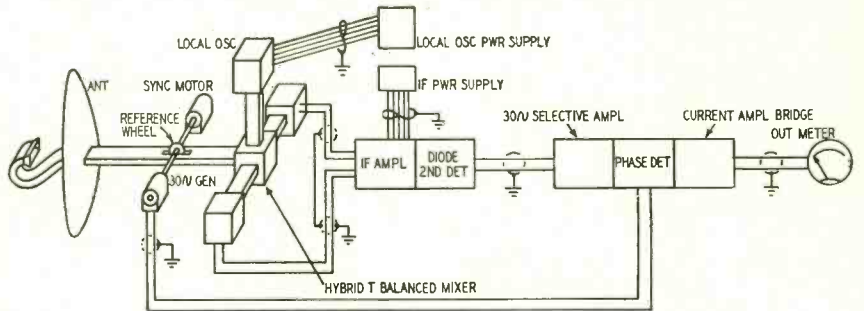 LOCAL OSC
LOCAL OSC PWR SUPPLY
ANT
SYNC MOTOR
IF PWR SUPPLY
REFERENCE
WHEEL
30∿ SELECTIVE AMPL
CURRENT AMPL BRIDGE
OUT METER
30∿ GEN
IF AMPL
DIODE
2ND DET
PHASE DET
HYBRID T BALANCED MIXER